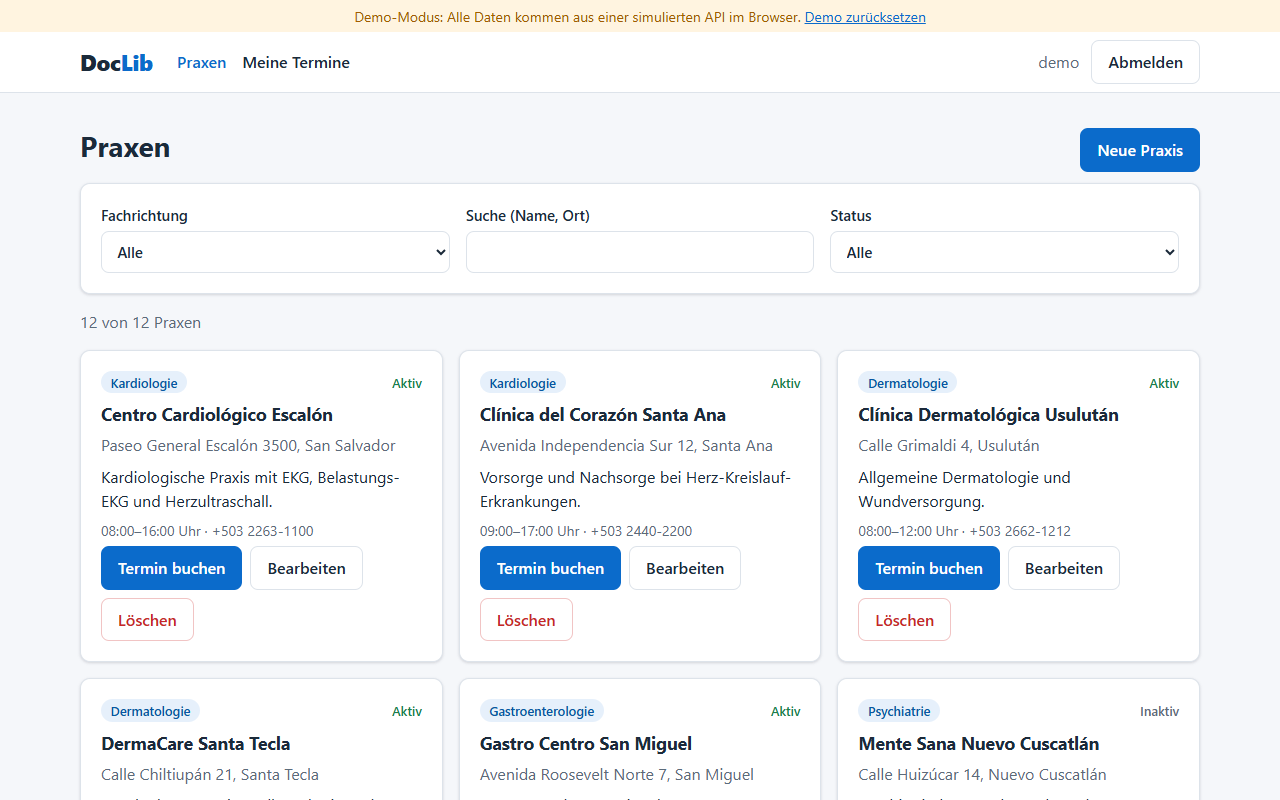 Demo-Modus: Alle Daten kommen aus einer simulierten API im Browser. Demo zurücksetzen
DocLib Praxen Meine Termine demo Abmelden
Praxen Neue Praxis
Fachrichtung Suche (Name, Ort) Status
Alle Alle
12 von 12 Praxen
Kardiologie Aktiv
Centro Cardiológico Escalón
Paseo General Escalón 3500, San Salvador
Kardiologische Praxis mit EKG, Belastungs-
EKG und Herzultraschall.
08:00–16:00 Uhr · +503 2263-1100
Termin buchen Bearbeiten
Löschen
Kardiologie Aktiv
Clínica del Corazón Santa Ana
Avenida Independencia Sur 12, Santa Ana
Vorsorge und Nachsorge bei Herz-Kreislauf-
Erkrankungen.
09:00–17:00 Uhr · +503 2440-2200
Termin buchen Bearbeiten
Löschen
Dermatologie Aktiv
Clínica Dermatológica Usulután
Calle Grimaldi 4, Usulután
Allgemeine Dermatologie und
Wundversorgung.
08:00–12:00 Uhr · +503 2662-1212
Termin buchen Bearbeiten
Löschen
Dermatologie Aktiv
DermaCare Santa Tecla
Calle Chiltiupán 21, Santa Tecla
Gastroenterologie Aktiv
Gastro Centro San Miguel
Avenida Roosevelt Norte 7, San Miguel
Psychiatrie Inaktiv
Mente Sana Nuevo Cuscatlán
Calle Huizúcar 14, Nuevo Cuscatlán